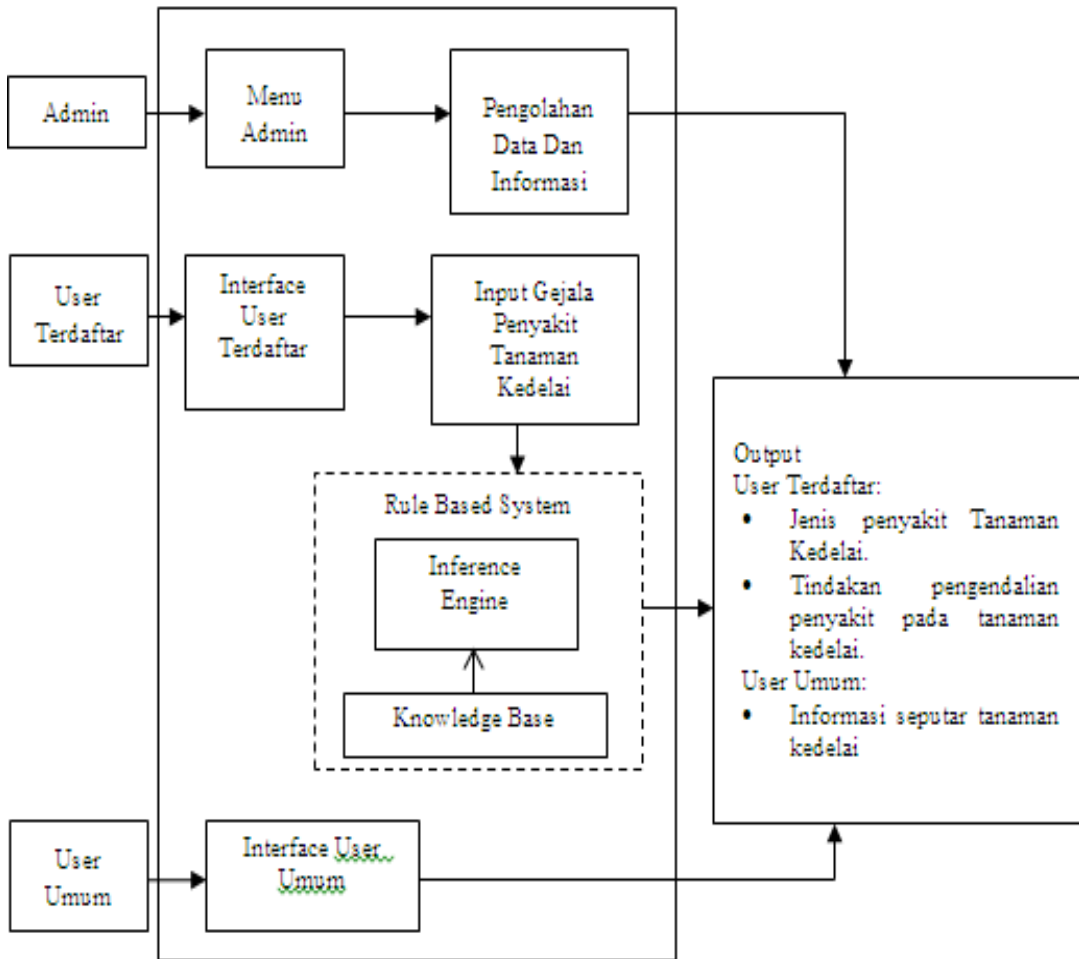 Admin
Menu
Admin
Pengolahan
Data Dan
Informasi
User
Terdaftar
Interface
User
Terdaftar
Input Gejala
Penyakit
Tanaman
Kedelai
Rule Based System
Inference
Engine
Knowledge Base
Output
User Terdaftar:
• Jenis penyakit Tanaman
Kedelai.
• Tindakan pengendalian
penyakit pada tanaman
kedelai.
User Umum:
• Informasi seputar tanaman
kedelai
User
Umum
Interface User
Umum